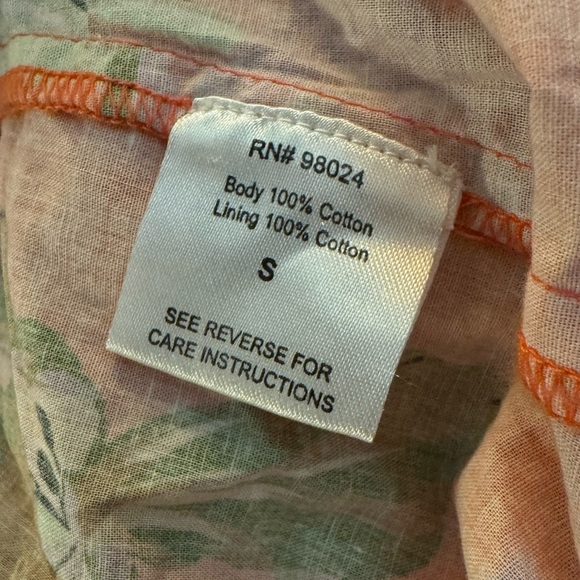 RN# 98024
Body 100% Cotton
Lining 100% Cotton
S
SEE REVERSE FOR
CARE INSTRUCTIONS